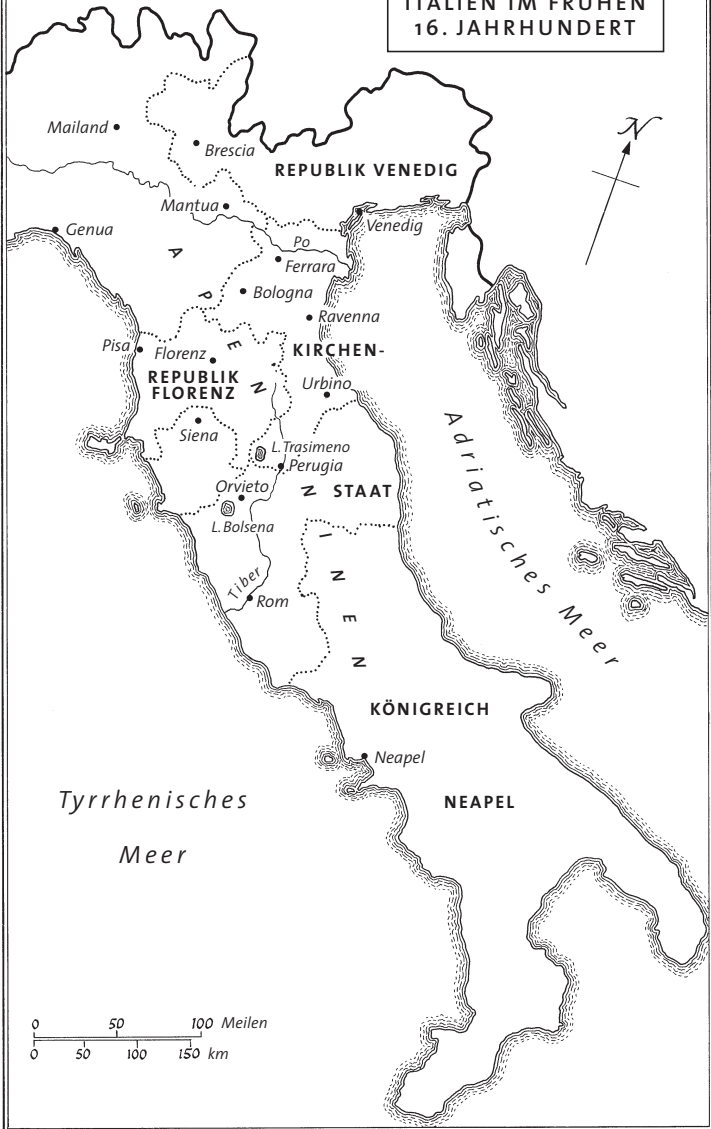 ITALIEN IM FRÜHEN
16. JAHRHUNDERT
N
Mailand
Brescia
REPUBLIK VENEDIG
Mantua
Genua
Venedig
Po
Ferrara
Bologna
Ravenna
Pisa
Florenz
KIRCHEN-
REPUBLIK
FLORENZ
Urbino
Siena
L. Trasimeno
Perugia
Orvieto
STAAT
L. Bolsena
Tiber
Rom
APENNINEN
Adriatisches Meer
KÖNIGREICH
Neapel
NEAPEL
Tyrrhenisches
Meer
0 50 100 Meilen
0 50 100 150 km